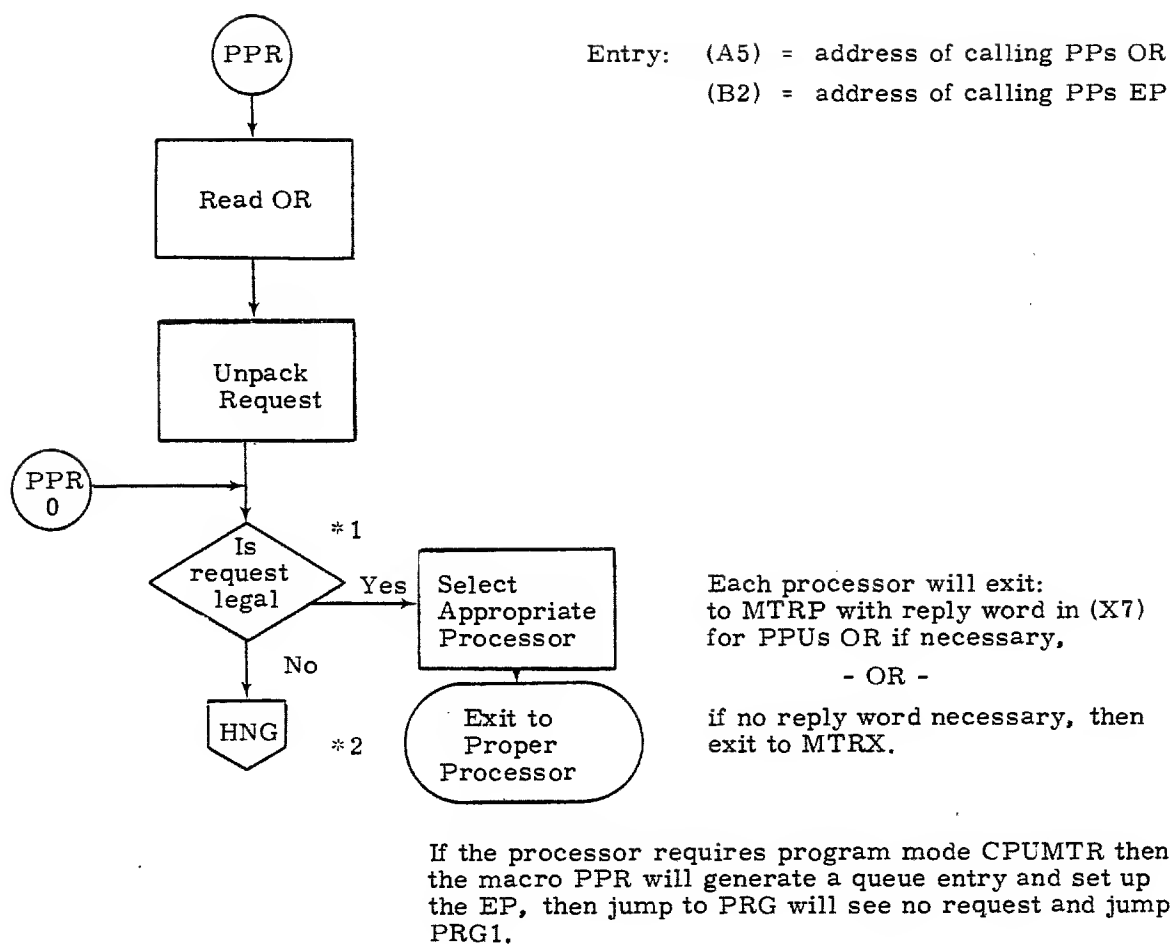 PPR
Entry: (A5) = address of calling PPs OR
(B2) = address of calling PPs EP
Read OR
Unpack
Request
PPR
0
*1
Is
request
legal
Yes
Select
Appropriate
Processor
No
HNG
*2
Exit to
Proper
Processor
Each processor will exit:
to MTRP with reply word in (X7)
for PPUs OR if necessary,
- OR -
if no reply word necessary, then
exit to MTRX.
If the processor requires program mode CPUMTR then
the macro PPR will generate a queue entry and set up
the EP, then jump to PRG will see no request and jump
PRG1.